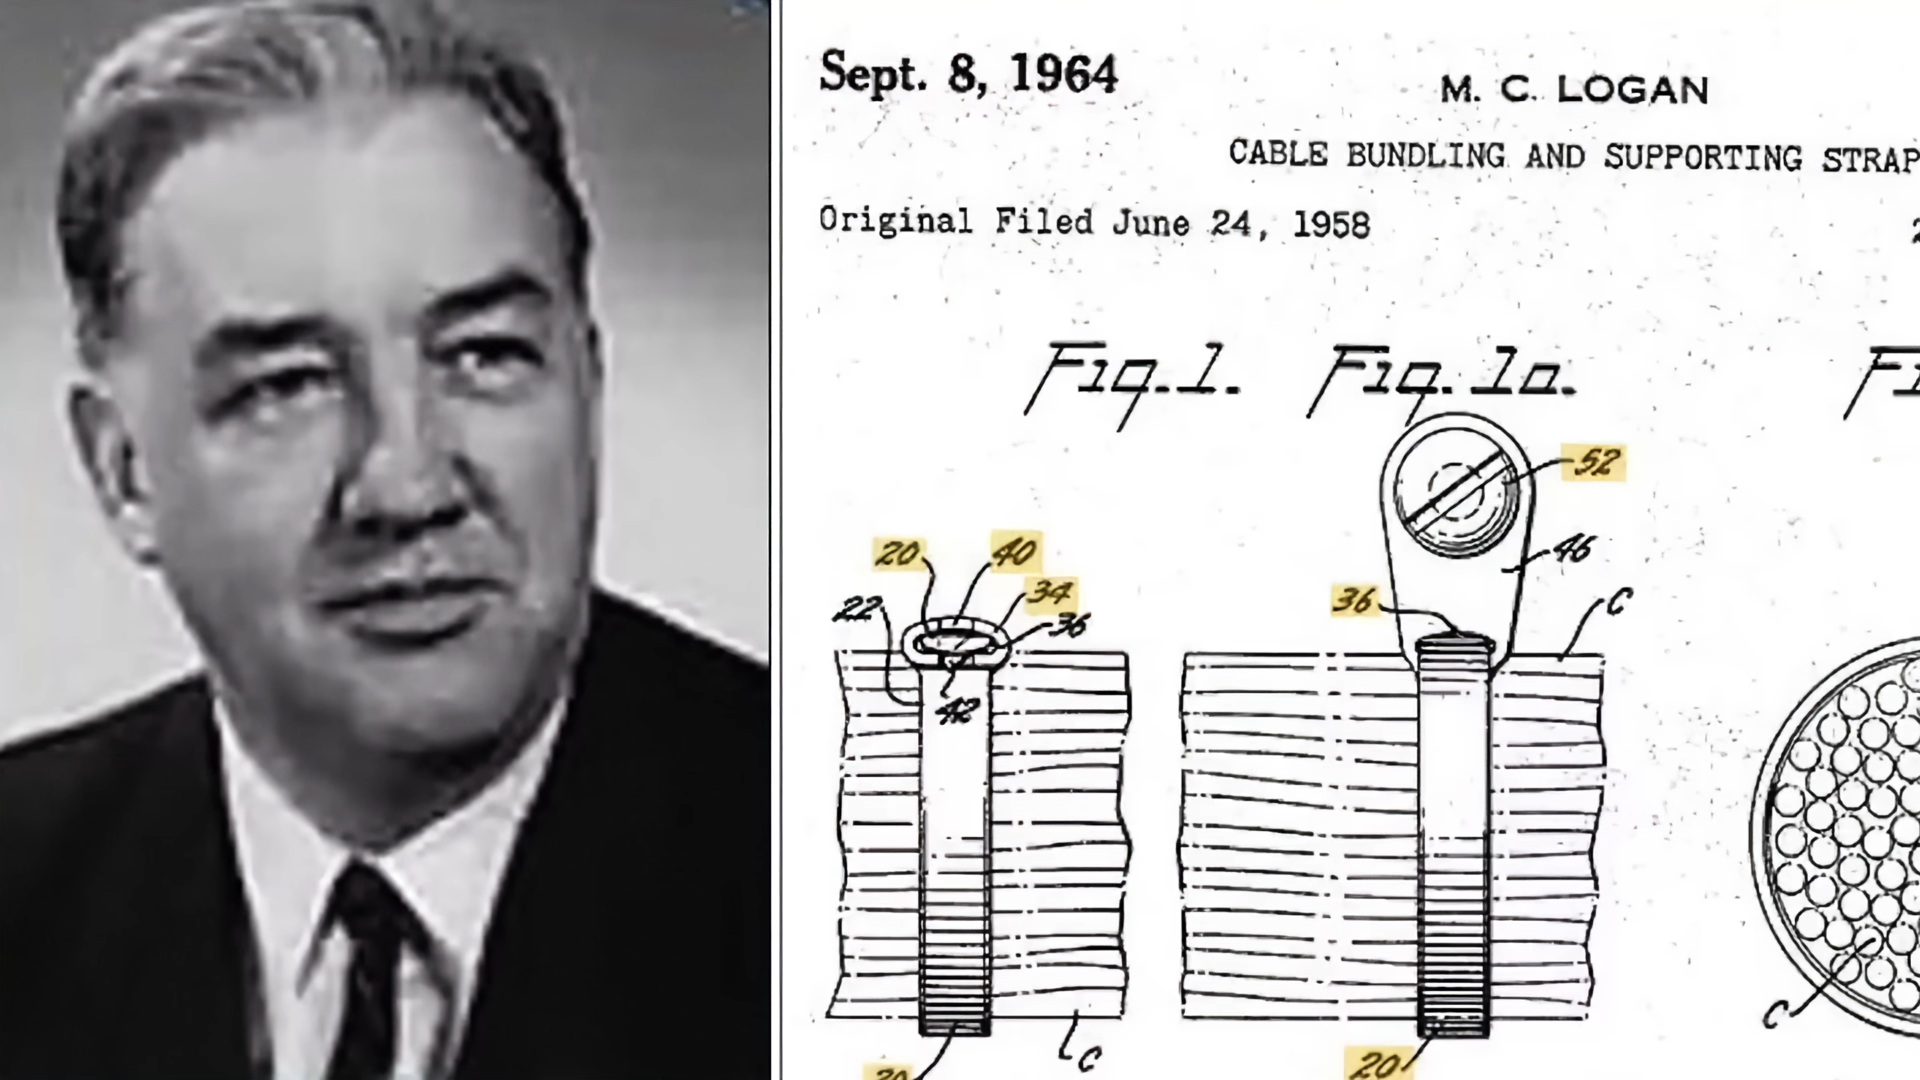 Sept. 8, 1964
M. C. LOGAN
CABLE BUNDLING AND SUPPORTING STRAP
Original Filed June 24, 1958
Fig. 1.
Fig. 1a.
52
20
40
46
34
36
22
36
C
42
C
C
20
20